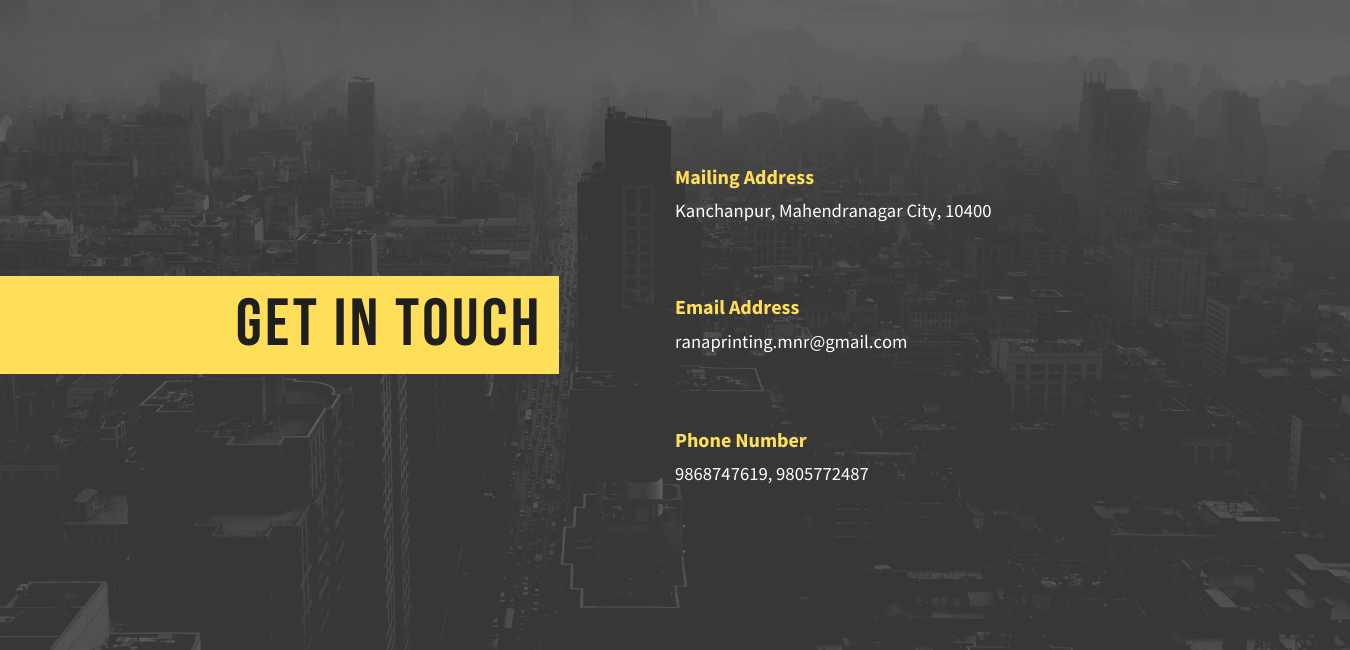 GET IN TOUCH
Mailing Address
Kanchanpur, Mahendranagar City, 10400
Email Address
ranaprinting.mnr@gmail.com
Phone Number
9868747619, 9805772487